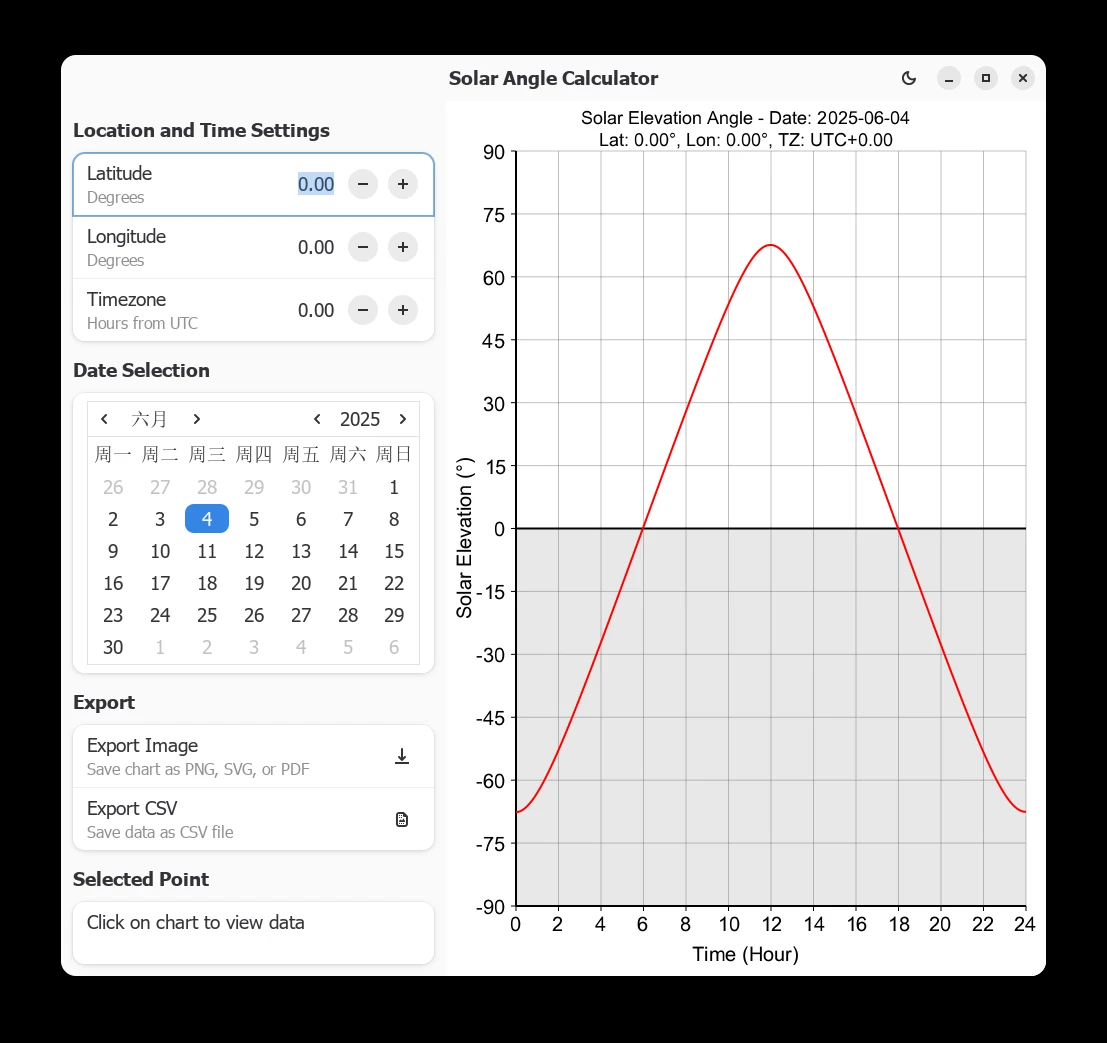 Solar Angle Calculator
Location and Time Settings
Latitude
Degrees
0.00
Longitude
Degrees
0.00
Timezone
Hours from UTC
0.00
Date Selection
六月 2025
周一 周二 周三 周四 周五 周六 周日
26 27 28 29 30 31 1
2 3 4 5 6 7 8
9 10 11 12 13 14 15
16 17 18 19 20 21 22
23 24 25 26 27 28 29
30 1 2 3 4 5 6
Export
Export Image
Save chart as PNG, SVG, or PDF
Export CSV
Save data as CSV file
Selected Point
Click on chart to view data
Solar Elevation Angle - Date: 2025-06-04
Lat: 0.00°, Lon: 0.00°, TZ: UTC+0.00
Solar Elevation (°)
90
75
60
45
30
15
0
-15
-30
-45
-60
-75
-90
0 2 4 6 8 10 12 14 16 18 20 22 24
Time (Hour)